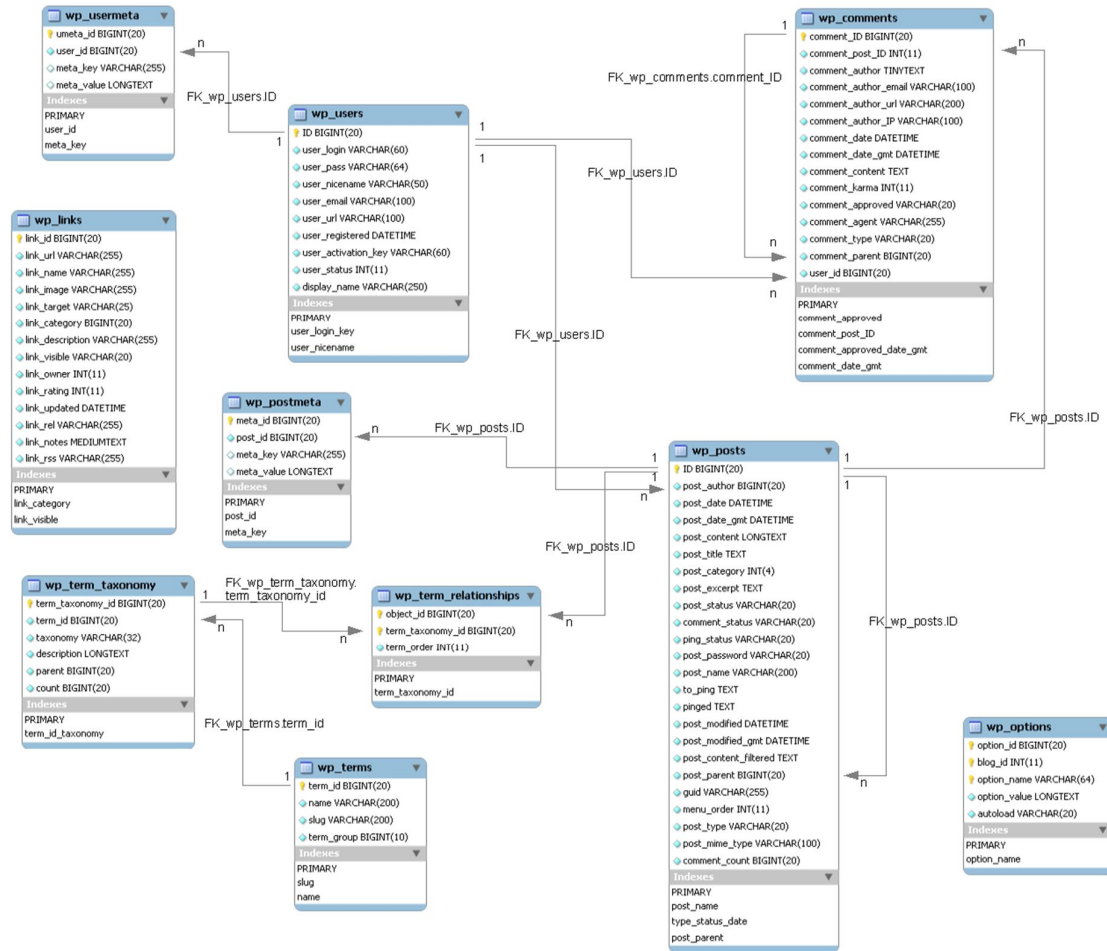 wp_usermeta
umeta_id BIGINT(20)
user_id BIGINT(20)
meta_key VARCHAR(255)
meta_value LONGTEXT
Indexes
PRIMARY
user_id
meta_key
n
FK_wp_users.ID
1
wp_users
ID BIGINT(20)
user_login VARCHAR(60)
user_pass VARCHAR(64)
user_nicename VARCHAR(50)
user_email VARCHAR(100)
user_url VARCHAR(100)
user_registered DATETIME
user_activation_key VARCHAR(60)
user_status INT(11)
display_name VARCHAR(250)
Indexes
PRIMARY
user_login_key
user_nicename
1
1
FK_wp_users.ID
n
FK_wp_users.ID
n
1
FK_wp_comments.comment_ID
n
wp_comments
comment_ID BIGINT(20)
comment_post_ID INT(11)
comment_author TINYTEXT
comment_author_email VARCHAR(100)
comment_author_url VARCHAR(200)
comment_author_IP VARCHAR(100)
comment_date DATETIME
comment_date_gmt DATETIME
comment_content TEXT
comment_karma INT(11)
comment_approved VARCHAR(20)
comment_agent VARCHAR(255)
comment_type VARCHAR(20)
comment_parent BIGINT(20)
user_id BIGINT(20)
Indexes
PRIMARY
comment_approved
comment_post_ID
comment_approved_date_gmt
comment_date_gmt
n
FK_wp_posts.ID
1
wp_links
link_id BIGINT(20)
link_url VARCHAR(255)
link_name VARCHAR(255)
link_image VARCHAR(255)
link_target VARCHAR(25)
link_category BIGINT(20)
link_description VARCHAR(255)
link_visible VARCHAR(20)
link_owner INT(11)
link_rating INT(11)
link_updated DATETIME
link_rel VARCHAR(255)
link_notes MEDIUMTEXT
link_rss VARCHAR(255)
Indexes
PRIMARY
link_category
link_visible
wp_postmeta
meta_id BIGINT(20)
post_id BIGINT(20)
meta_key VARCHAR(255)
meta_value LONGTEXT
Indexes
PRIMARY
post_id
meta_key
n
FK_wp_posts.ID
1
1
FK_wp_posts.ID
n
wp_posts
ID BIGINT(20)
post_author BIGINT(20)
post_date DATETIME
post_date_gmt DATETIME
post_content LONGTEXT
post_title TEXT
post_category INT(4)
post_excerpt TEXT
post_status VARCHAR(20)
comment_status VARCHAR(20)
ping_status VARCHAR(20)
post_password VARCHAR(20)
post_name VARCHAR(200)
to_ping TEXT
pinged TEXT
post_modified DATETIME
post_modified_gmt DATETIME
post_content_filtered TEXT
post_parent BIGINT(20)
guid VARCHAR(255)
menu_order INT(11)
post_type VARCHAR(20)
post_mime_type VARCHAR(100)
comment_count BIGINT(20)
Indexes
PRIMARY
post_name
type_status_date
post_parent
1
FK_wp_posts.ID
n
wp_term_taxonomy
term_taxonomy_id BIGINT(20)
term_id BIGINT(20)
taxonomy VARCHAR(32)
description LONGTEXT
parent BIGINT(20)
count BIGINT(20)
Indexes
PRIMARY
term_id_taxonomy
1
FK_wp_term_taxonomy.
term_taxonomy_id
n
wp_term_relationships
object_id BIGINT(20)
term_taxonomy_id BIGINT(20)
term_order INT(11)
Indexes
PRIMARY
term_taxonomy_id
n
FK_wp_terms.term_id
1
wp_terms
term_id BIGINT(20)
name VARCHAR(200)
slug VARCHAR(200)
term_group BIGINT(10)
Indexes
PRIMARY
slug
name
wp_options
option_id BIGINT(20)
blog_id INT(11)
option_name VARCHAR(64)
option_value LONGTEXT
autoload VARCHAR(20)
Indexes
PRIMARY
option_name